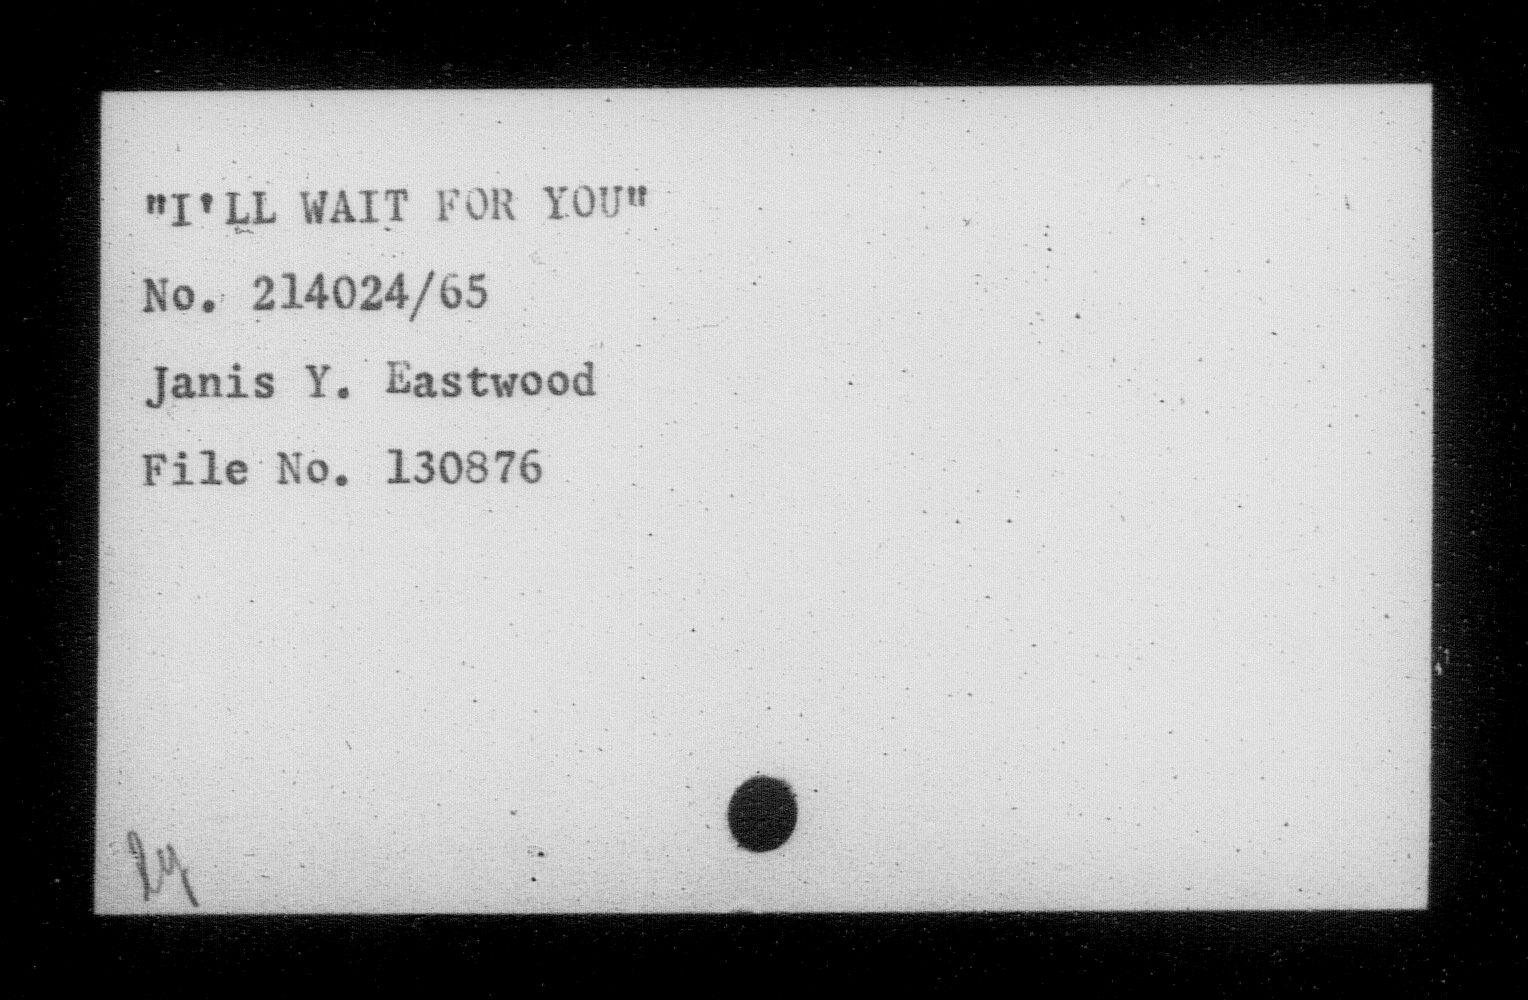 "I'LL WAIT FOR YOU"
No. 214024/65
Janis Y. Eastwood
File No. 130876